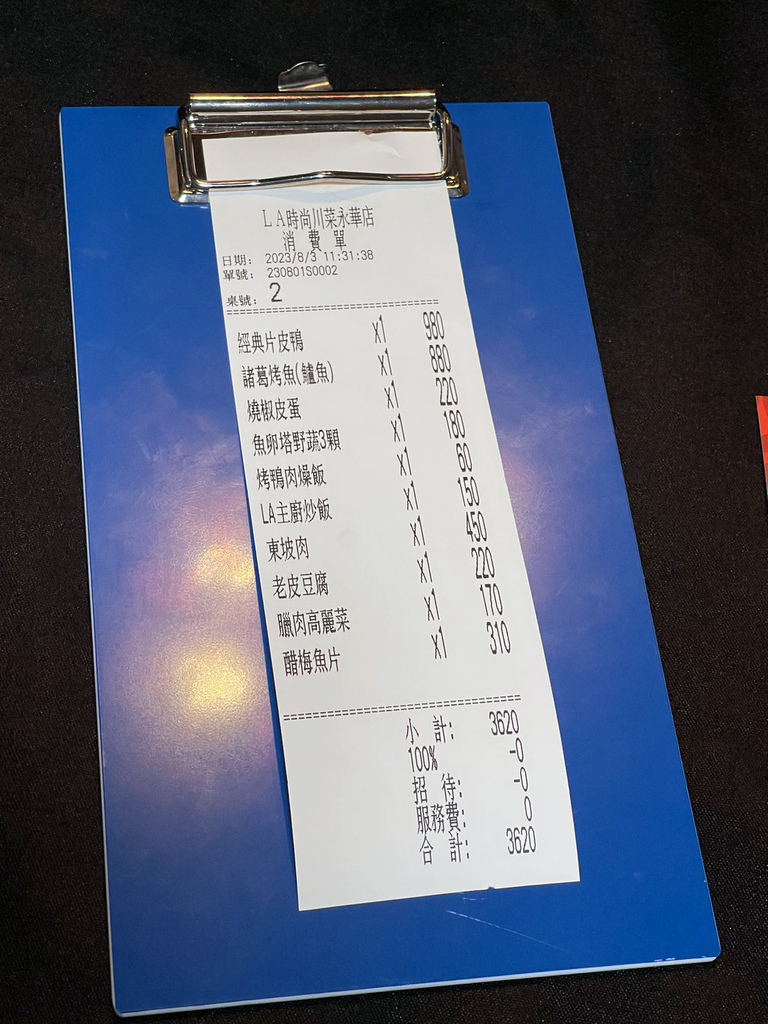 LA時尚川菜永華店
消 費 單
日期: 2023/8/3 11:31:38
單號: 230801S0002
桌號: 2
==========================================
經典片皮鴨 x1 980
諸葛烤魚(鱸魚) x1 880
燒椒皮蛋 x1 220
魚卵塔野蔬3顆 x1 180
烤鴨肉燥飯 x1 60
LA主廚炒飯 x1 150
東坡肉 x1 450
老皮豆腐 x1 220
臘肉高麗菜 x1 170
醋梅魚片 x1 310
==========================================
小 計: 3620
100% -0
招 待: -0
服務費: 0
合 計: 3620